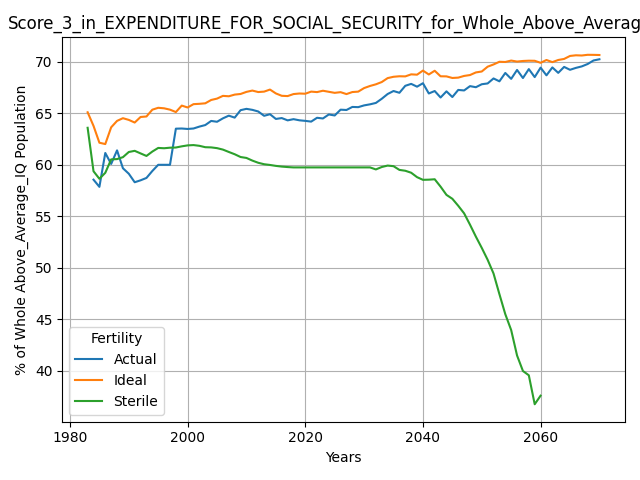 Score_3_in_EXPENDITURE_FOR_SOCIAL_SECURITY_for_Whole_Above_Averag
% of Whole Above_Average_IQ Population
70
65
60
55
50
45
40
Fertility
Actual
Ideal
Sterile
1980
2000
2020
2040
2060
Years